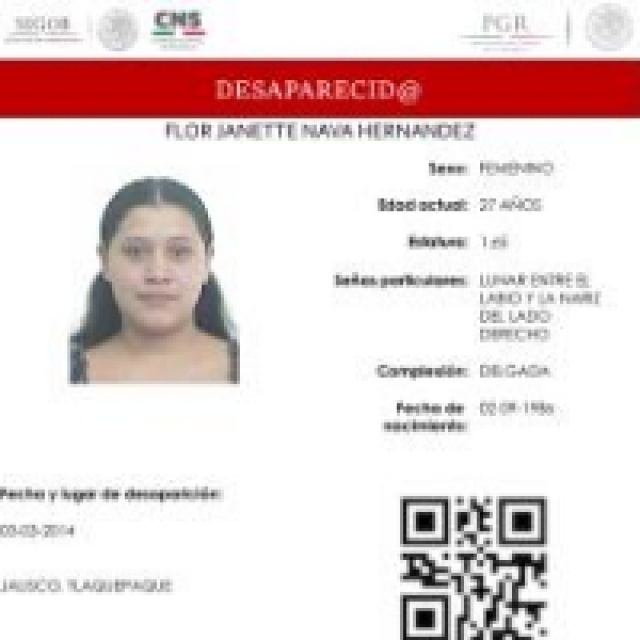 SEGOB
CNS
PGR
DESAPARECID@
FLOR JANETTE NAVA HERNANDEZ
Sexo: FEMENINO
Edad actual: 27 AÑOS
Estatura:
Señas particulares: LUNAR ENTRE EL
LABIO Y LA NARIZ
DEL LADO
DERECHO
Complexión: DELGADA
Fecha de nacimiento: 02-09-1986
Fecha y lugar de desaparición:
03-03-2014
JALISCO, TLAQUEPAQUE